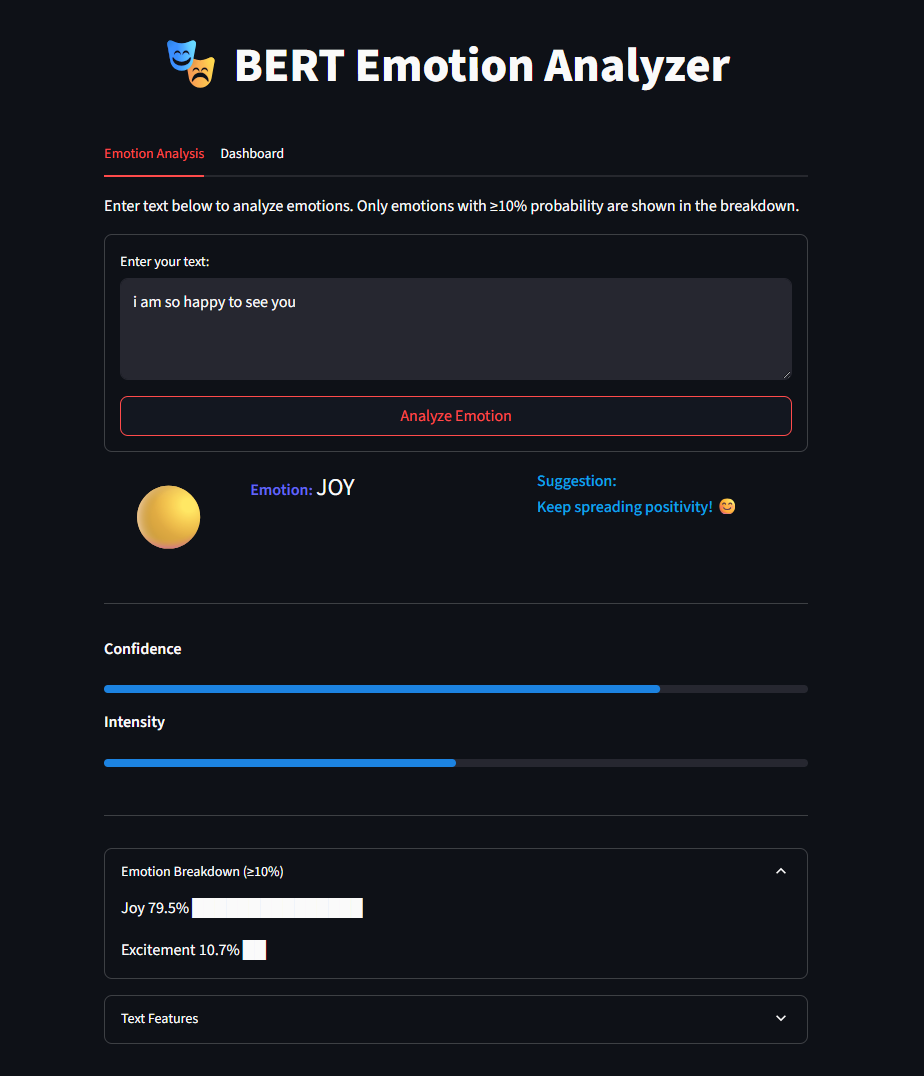 BERT Emotion Analyzer
Emotion Analysis Dashboard
Enter text below to analyze emotions. Only emotions with ≥10% probability are shown in the breakdown.
Enter your text:
i am so happy to see you
Analyze Emotion
Emotion: JOY
Suggestion:
Keep spreading positivity! 😊
Confidence
Intensity
Emotion Breakdown (≥10%)
Joy 79.5%
Excitement 10.7%
Text Features